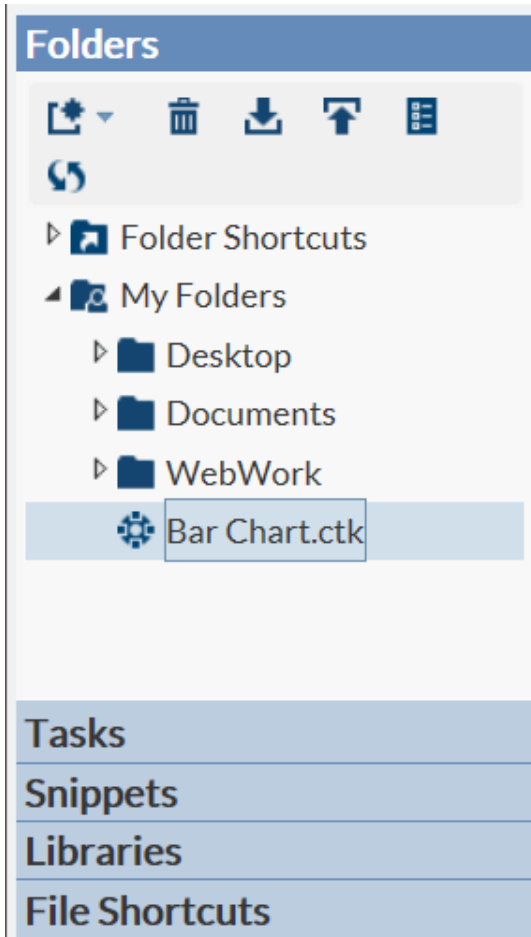 Folders
Folder Shortcuts
My Folders
Desktop
Documents
WebWork
Bar Chart.ctk
Tasks
Snippets
Libraries
File Shortcuts